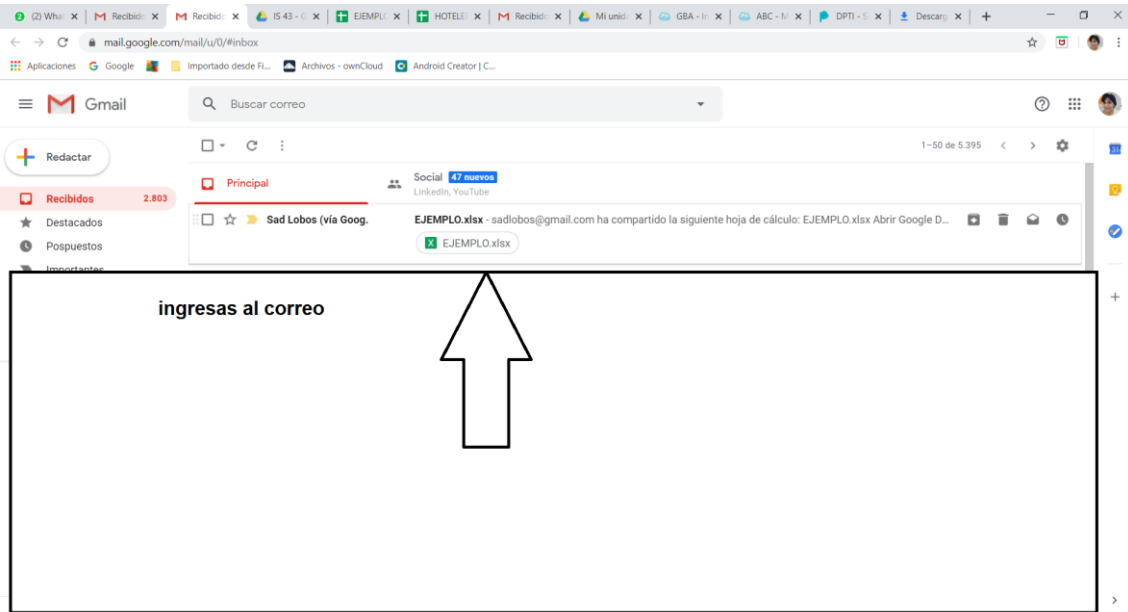 (2) What
Recibido
Recibido
IS 43 - G
EJEMPLO
HOTELE
Recibido
Mi unida
GBA - In
ABC - M
DPTI - S
Descarg
mail.google.com/mail/u/0/#inbox
Aplicaciones
Google
Importado desde Fi...
Archivos - ownCloud
Android Creator | C...
Gmail
Buscar correo
Redactar
1–50 de 5.395
Principal
Social 47 nuevos
LinkedIn, YouTube
Recibidos 2.803
Destacados
Pospuestos
Importantes
Sad Lobos (vía Goog.
EJEMPLO.xlsx - sadlobos@gmail.com ha compartido la siguiente hoja de cálculo: EJEMPLO.xlsx Abrir Google D...
EJEMPLO.xlsx
ingresas al correo